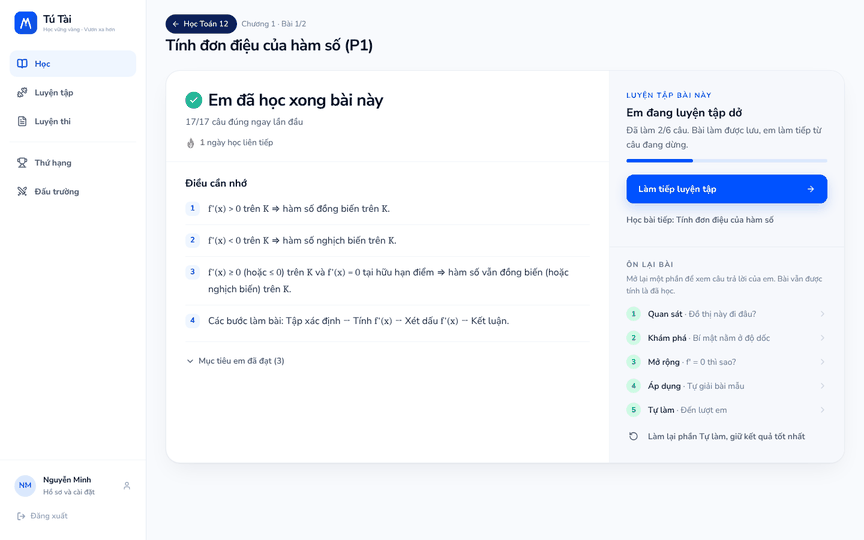 Tú Tài
Học vững vàng · Vươn xa hơn
Học
Luyện tập
Luyện thi
Thứ hạng
Đấu trường
NM
Nguyễn Minh
Hồ sơ và cài đặt
Đăng xuất
← Học Toán 12
Chương 1 · Bài 1/2
Tính đơn điệu của hàm số (P1)
Em đã học xong bài này
17/17 câu đúng ngay lần đầu
1 ngày học liên tiếp
Điều cần nhớ
1 f′(x) > 0 trên K ⇒ hàm số đồng biến trên K.
2 f′(x) < 0 trên K ⇒ hàm số nghịch biến trên K.
3 f′(x) ≥ 0 (hoặc ≤ 0) trên K và f′(x) = 0 tại hữu hạn điểm ⇒ hàm số vẫn đồng biến (hoặc
nghịch biến) trên K.
4 Các bước làm bài: Tập xác định → Tính f′(x) → Xét dấu f′(x) → Kết luận.
Mục tiêu em đã đạt (3)
LUYỆN TẬP BÀI NÀY
Em đang luyện tập dở
Đã làm 2/6 câu. Bài làm được lưu, em làm tiếp từ
câu đang dừng.
Làm tiếp luyện tập →
Học bài tiếp: Tính đơn điệu của hàm số
ÔN LẠI BÀI
Mở lại một phần để xem câu trả lời của em. Bài vẫn được
tính là đã học.
1 Quan sát · Đồ thị này đi đâu?
2 Khám phá · Bí mật nằm ở độ dốc
3 Mở rộng · f′ = 0 thì sao?
4 Áp dụng · Tự giải bài mẫu
5 Tự làm · Đến lượt em
Làm lại phần Tự làm, giữ kết quả tốt nhất